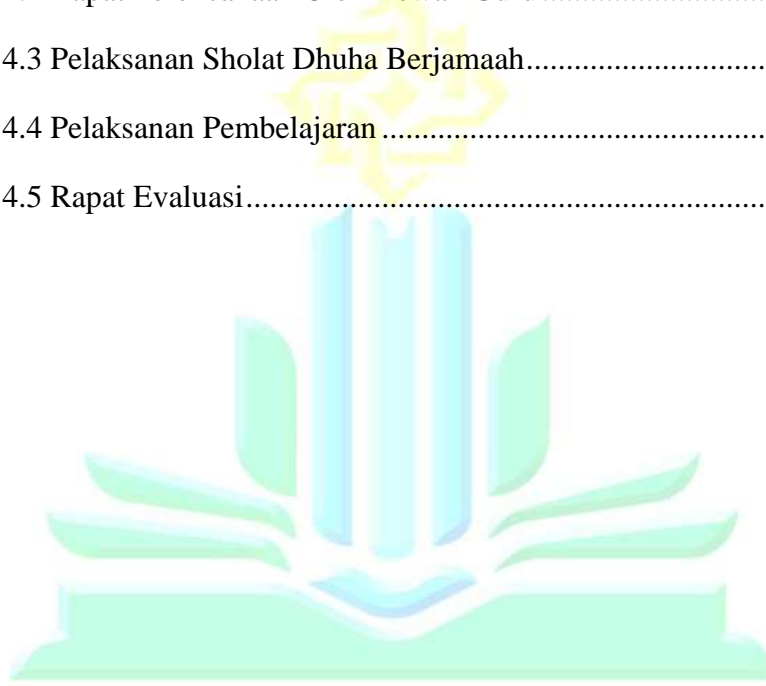 4.3 Pelaksanan Sholat Dhuha Berjamaah.............................
4.4 Pelaksanan Pembelajaran................................................
4.5 Rapat Evaluasi.................................................................